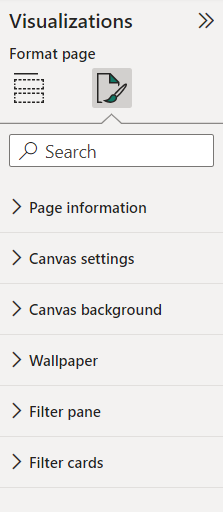 Visualizations
Format page
Search
Page information
Canvas settings
Canvas background
Wallpaper
Filter pane
Filter cards